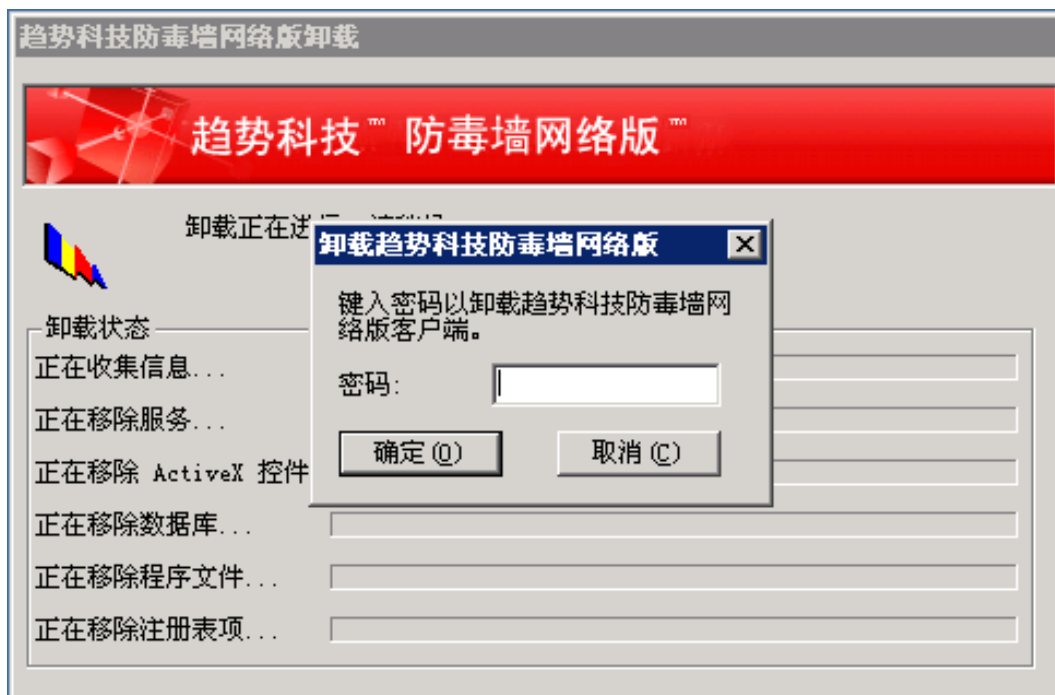 趋势科技防毒墙网络版卸载
趋势科技™ 防毒墙网络版™
卸载正在进
卸载趋势科技防毒墙网络版
键入密码以卸载趋势科技防毒墙网
络版客户端。
密码:
确定(O)
取消(C)
卸载状态
正在收集信息...
正在移除服务...
正在移除 ActiveX 控件
正在移除数据库...
正在移除程序文件...
正在移除注册表项...